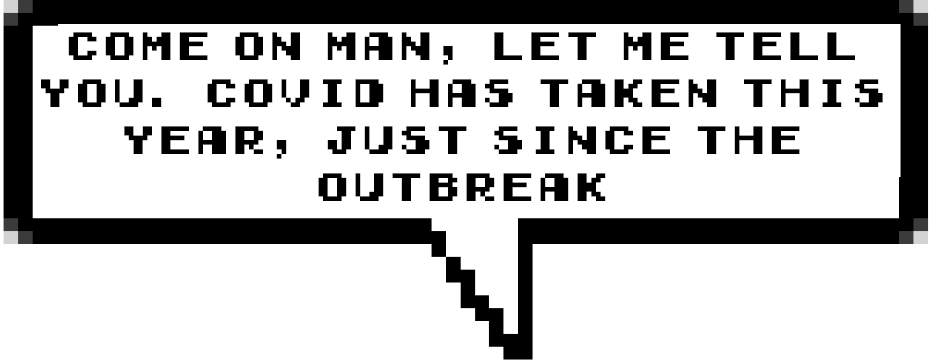 COME ON MAN, LET ME TELL
YOU. COVID HAS TAKEN THIS
YEAR, JUST SINCE THE
OUTBREAK